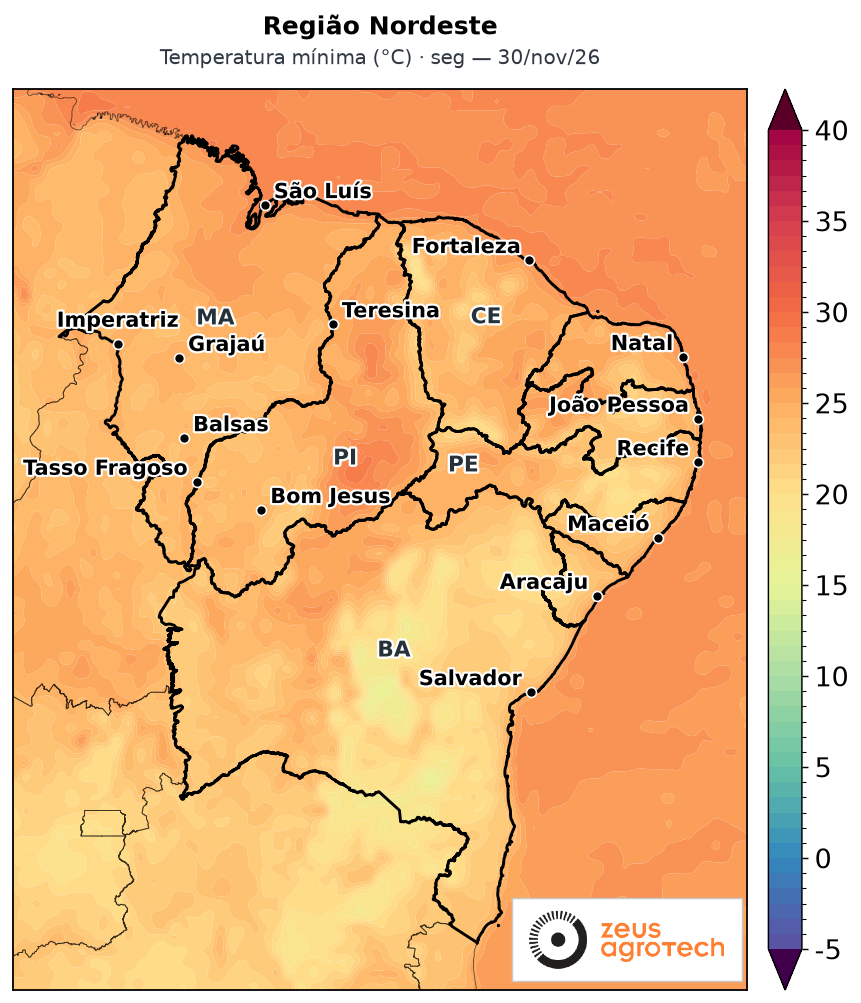 Região Nordeste
Temperatura mínima (°C) · seg — 30/nov/26
São Luís
Fortaleza
Imperatriz
MA
Teresina
CE
Grajaú
Natal
João Pessoa
Balsas
Recife
Tasso Fragoso
PI
PE
Bom Jesus
Maceió
Aracaju
BA
Salvador
zeus
agrotech
40
35
30
25
20
15
10
5
0
-5